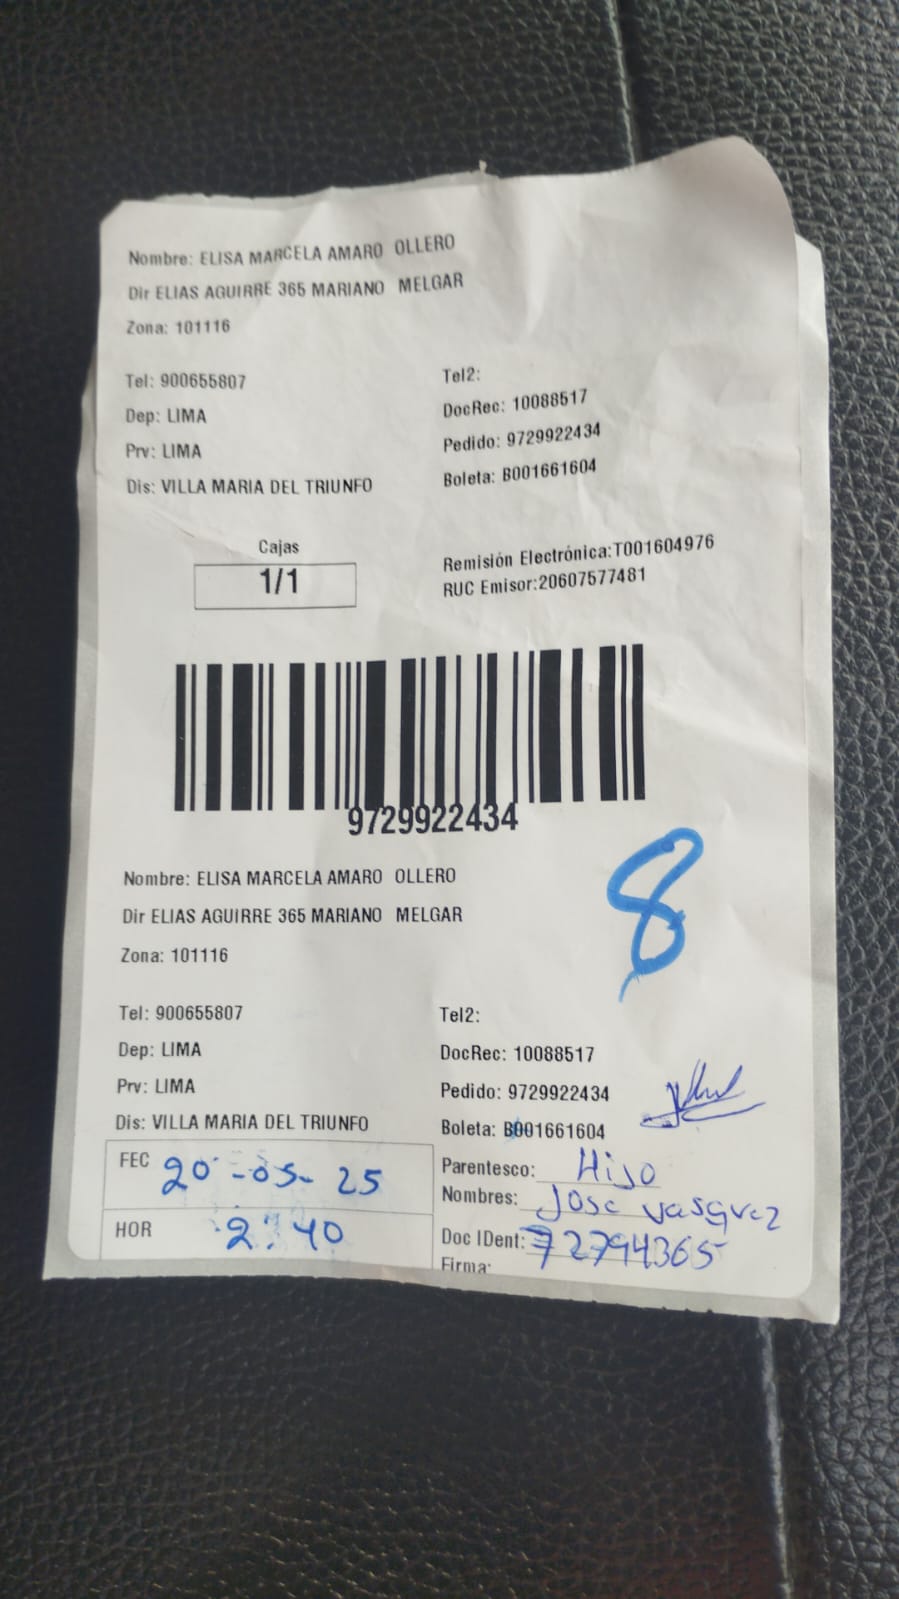 Nombre: ELISA MARCELA AMARO OLLERO
Dir ELIAS AGUIRRE 365 MARIANO MELGAR
Zona: 101116
Tel: 900655807
Dep: LIMA
Prv: LIMA
Dis: VILLA MARIA DEL TRIUNFO
Tel2:
DocRec: 10088517
Pedido: 9729922434
Boleta: B001661604
Cajas
1/1
Remisión Electrónica:T001604976
RUC Emisor:20607577481
9729922434
8
Nombre: ELISA MARCELA AMARO OLLERO
Dir ELIAS AGUIRRE 365 MARIANO MELGAR
Zona: 101116
Tel: 900655807
Dep: LIMA
Prv: LIMA
Dis: VILLA MARIA DEL TRIUNFO
FEC 20-05-25
HOR 2:40
Tel2:
DocRec: 10088517
Pedido: 9729922434
Boleta: B001661604
Parentesco: Hijo
Nombres: Jose vasquez
Doc IDent: 72794365
Firma: